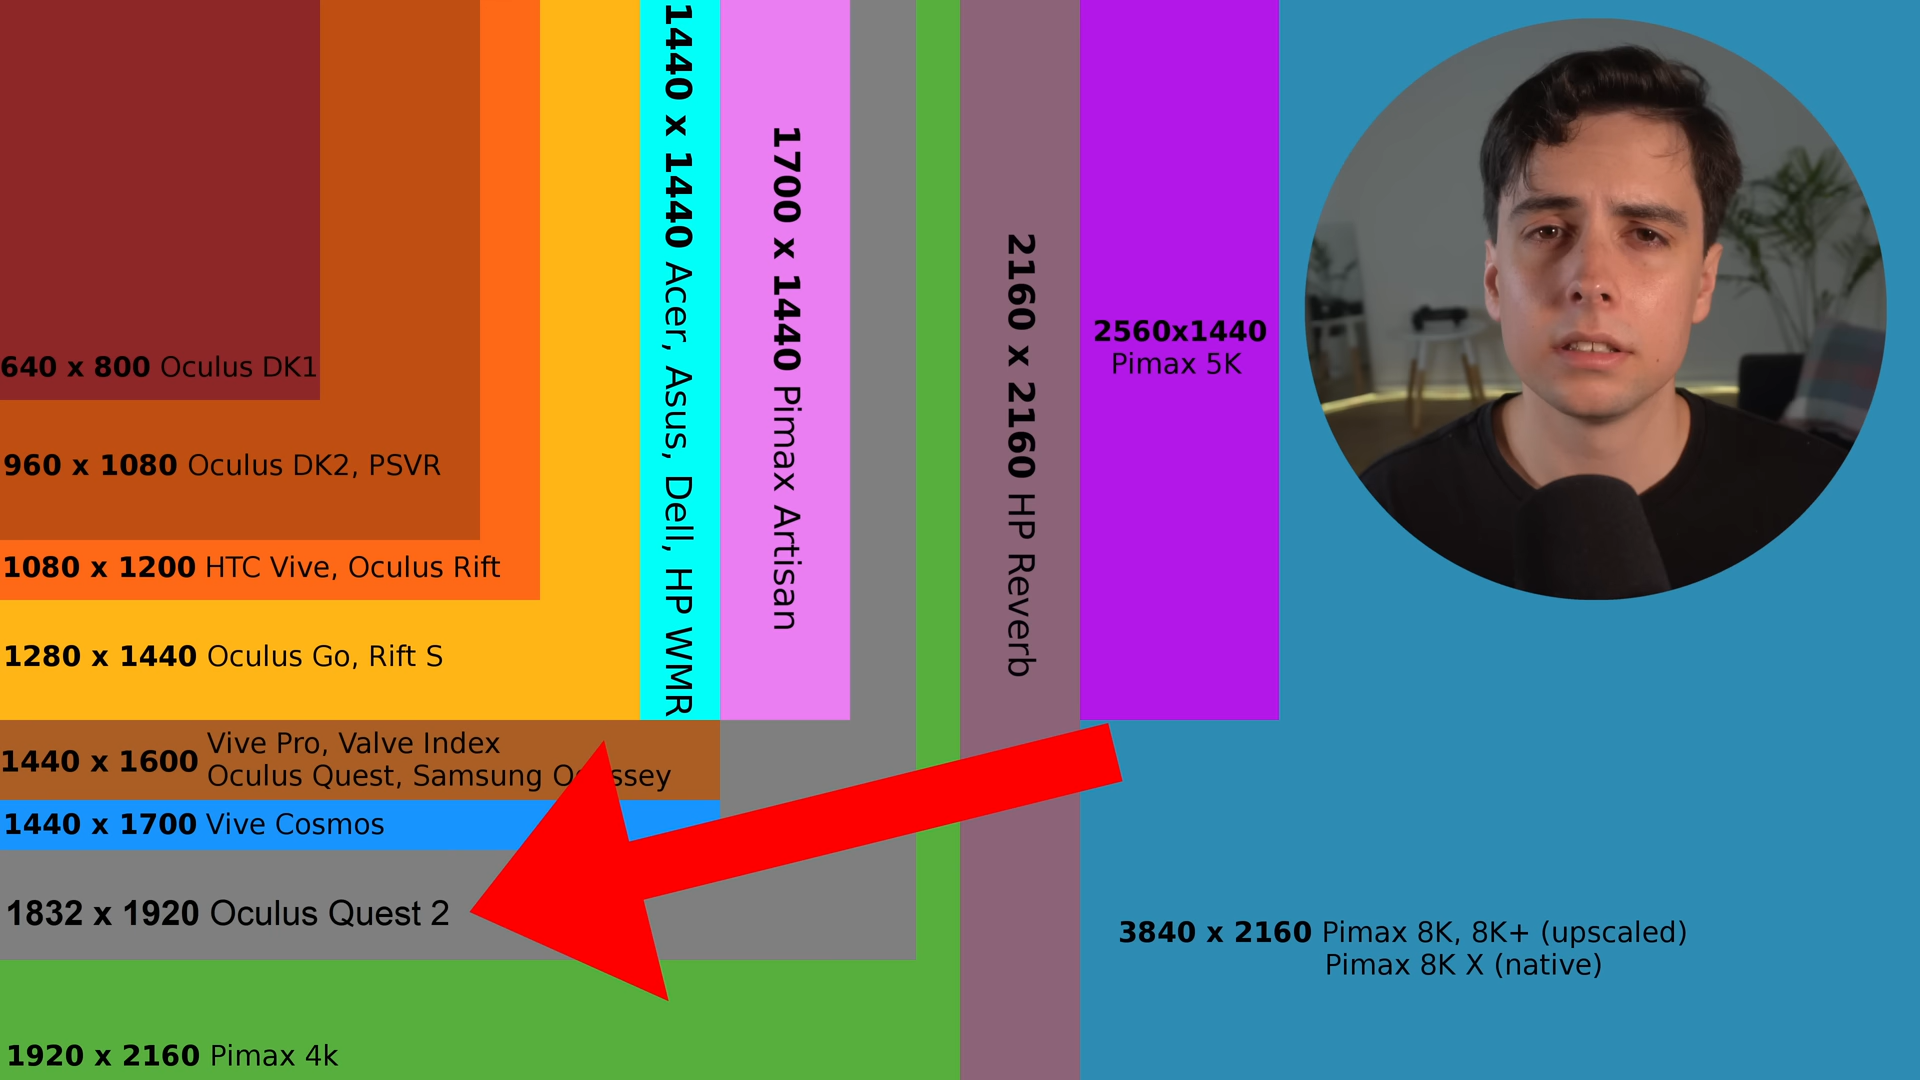 640 x 800 Oculus DK1
960 x 1080 Oculus DK2, PSVR
1080 x 1200 HTC Vive, Oculus Rift
1280 x 1440 Oculus Go, Rift S
1440 x 1600 Vive Pro, Valve Index
Oculus Quest, Samsung
1440 x 1700 Vive Cosmos
1832 x 1920 Oculus Quest 2
1920 x 2160 Pimax 4k
1440 x 1440 Acer, Asus, Dell, HP WMR
1700 x 1440 Pimax Artisan
2160 x 2160 HP Reverb
2560x1440
Pimax 5K
3840 x 2160 Pimax 8K, 8K+ (upscaled)
Pimax 8K X (native)